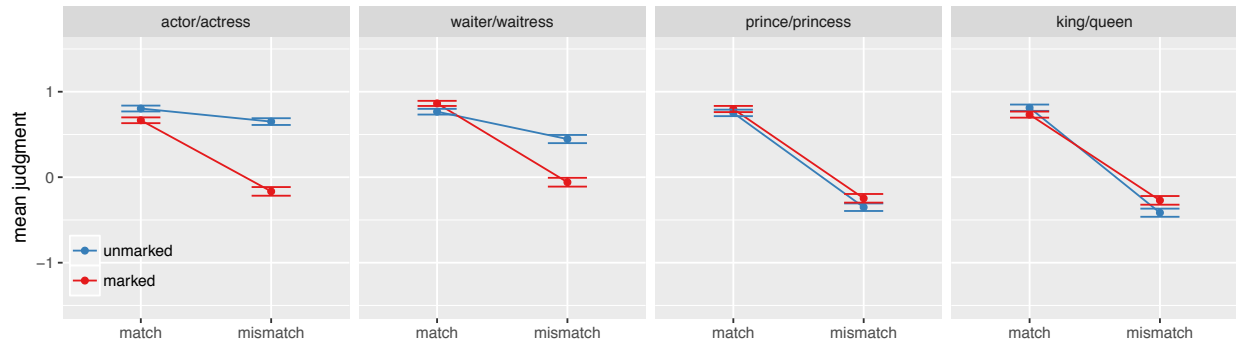 actor/actress
waiter/waitress
prince/princess
king/queen
mean judgment
1
0
−1
unmarked
marked
match
mismatch
match
mismatch
match
mismatch
match
mismatch